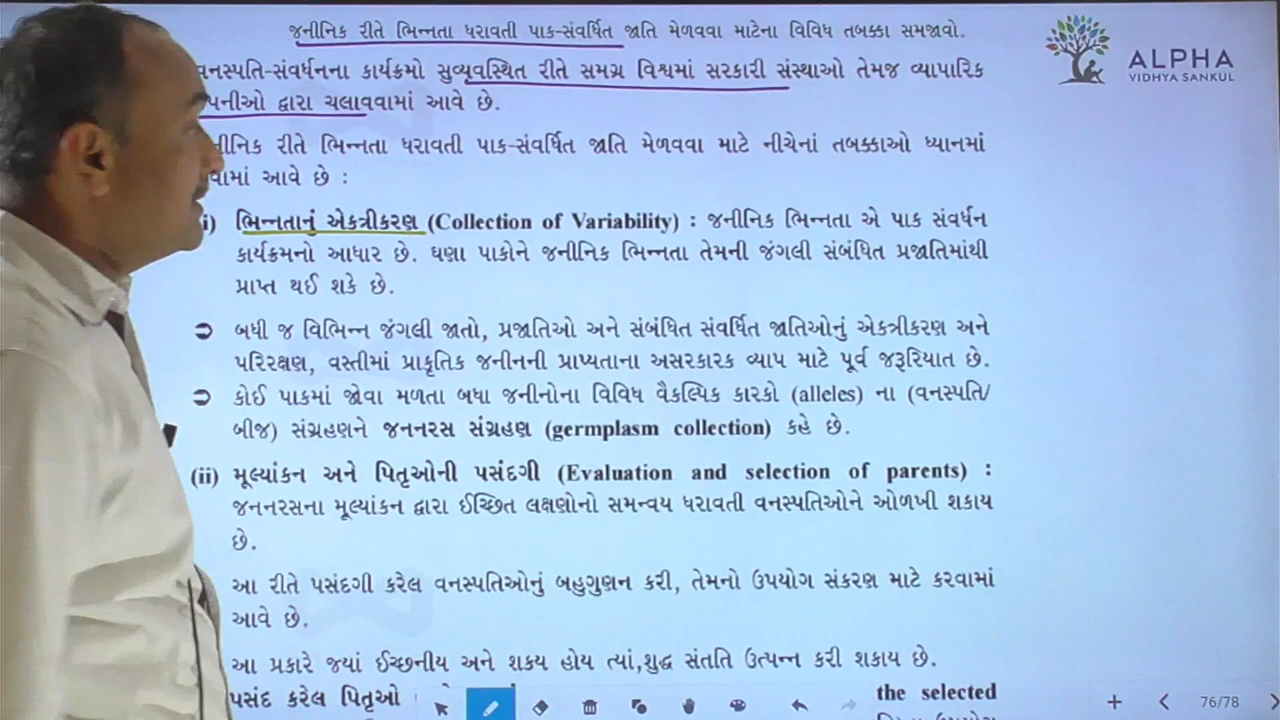 જનીનિક રીતે ભિન્નતા ધરાવતી પાક-સંવર્ધિત જાતિ મેળવવા માટેના વિવિધ તબક્કા સમજાવો.
ALPHA
VIDHYA SANKUL
વનસ્પતિ-સંવર્ધનના કાર્યક્રમો સુવ્યવસ્થિત રીતે સમગ્ર વિશ્વમાં સરકારી સંસ્થાઓ તેમજ વ્યાપારિક
પનીઓ દ્વારા ચલાવવામાં આવે છે.
નીનિક રીતે ભિન્નતા ધરાવતી પાક-સંવર્ધિત જાતિ મેળવવા માટે નીચેનાં તબક્કાઓ ધ્યાનમાં
વામાં આવે છે :
i) ભિન્નતાનું એકત્રીકરણ (Collection of Variability) : જનીનિક ભિન્નતા એ પાક સંવર્ધન
કાર્યક્રમનો આધાર છે. ઘણા પાકોને જનીનિક ભિન્નતા તેમની જંગલી સંબંધિત પ્રજાતિમાંથી
પ્રાપ્ત થઈ શકે છે.
➲ બધી જ વિભિન્ન જંગલી જાતો, પ્રજાતિઓ અને સંબંધિત સંવર્ધિત જાતિઓનું એકત્રીકરણ અને
પરિરક્ષણ, વસ્તીમાં પ્રાકૃતિક જનીનની પ્રાપ્યતાના અસરકારક વ્યાપ માટે પૂર્વ જરૂરિયાત છે.
➲ કોઈ પાકમાં જોવા મળતા બધા જનીનોના વિવિધ વૈકલ્પિક કારકો (alleles) ના (વનસ્પતિ/
બીજ) સંગ્રહણને જનનરસ સંગ્રહણ (germplasm collection) કહે છે.
(ii) મૂલ્યાંકન અને પિતૃઓની પસંદગી (Evaluation and selection of parents) :
જનનરસના મૂલ્યાંકન દ્વારા ઈચ્છિત લક્ષણોનો સમન્વય ધરાવતી વનસ્પતિઓને ઓળખી શકાય
છે.
આ રીતે પસંદગી કરેલ વનસ્પતિઓનું બહુગુણન કરી, તેમનો ઉપયોગ સંકરણ માટે કરવામાં
આવે છે.
આ પ્રકારે જયાં ઈચ્છનીય અને શકય હોય ત્યાં,શુદ્ધ સંતતિ ઉત્પન્ન કરી શકાય છે.
પસંદ કરેલ પિતૃઓ the selected
76/78